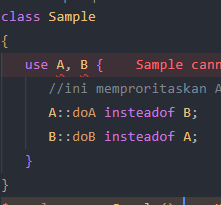 class Sample
{
use A, B { Sample cann
//ini memproritaskan A
A::doA insteadof B;
B::doB insteadof A;
}
}